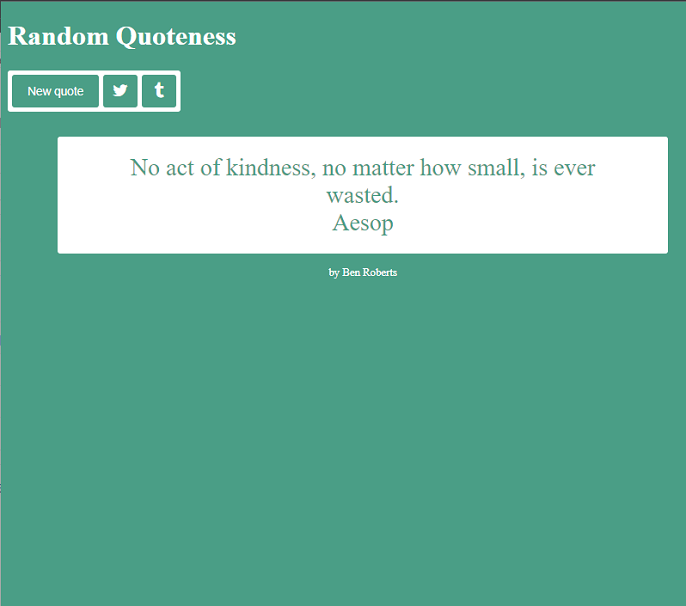 Random Quoteness
New quote
No act of kindness, no matter how small, is ever
wasted.
Aesop
by Ben Roberts